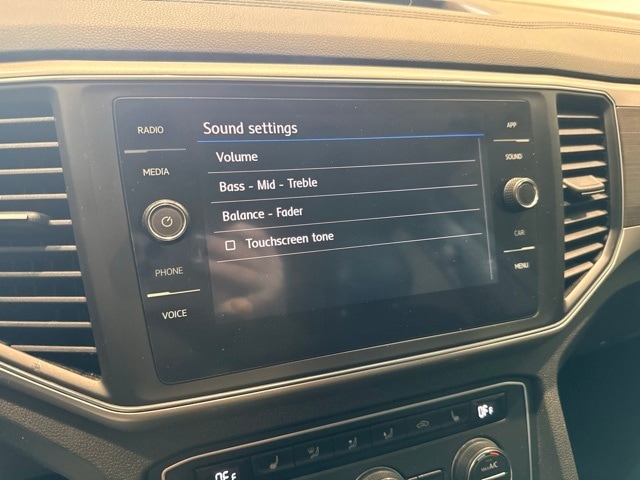 RADIO
MEDIA
PHONE
VOICE
Sound settings
Volume
Bass - Mid - Treble
Balance - Fader
Touchscreen tone
APP
SOUND
CAR
MENU
OFF
OFF
A/C